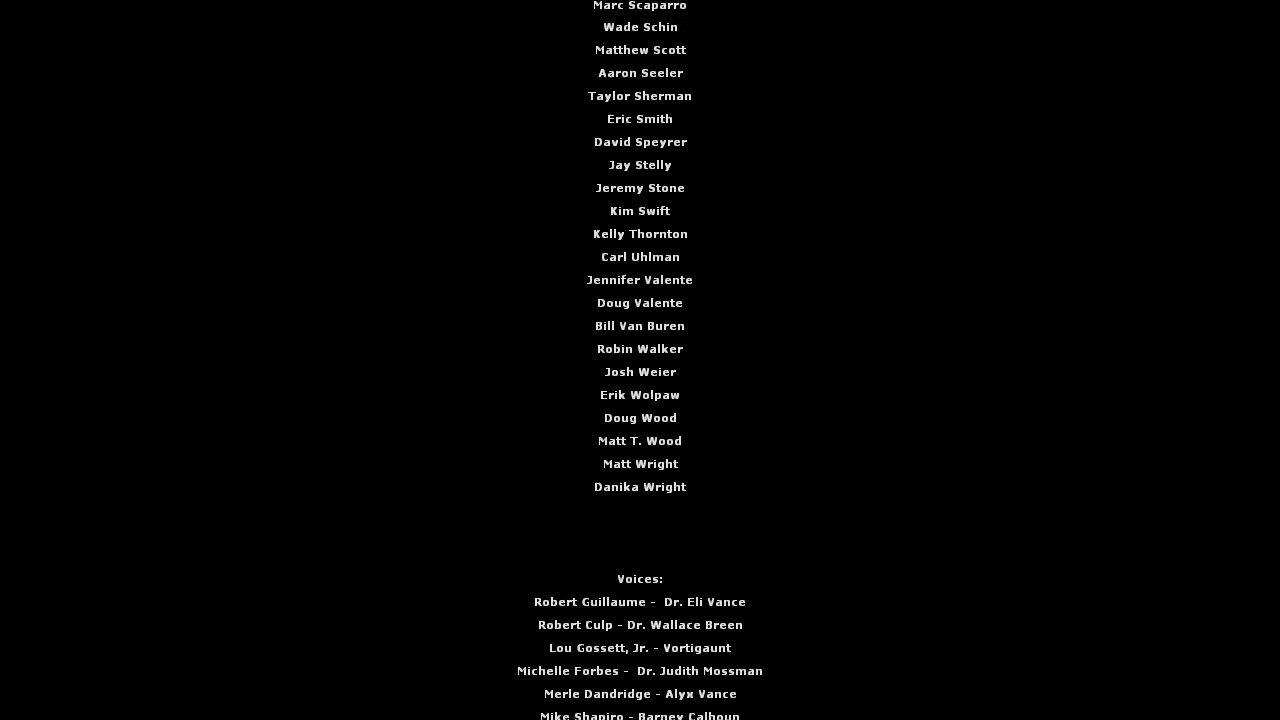 Marc Scaparro
Wade Schin
Matthew Scott
Aaron Seeler
Taylor Sherman
Eric Smith
David Speyrer
Jay Stelly
Jeremy Stone
Kim Swift
Kelly Thornton
Carl Uhlman
Jennifer Valente
Doug Valente
Bill Van Buren
Robin Walker
Josh Weier
Erik Wolpaw
Doug Wood
Matt T. Wood
Matt Wright
Danika Wright
Voices:
Robert Guillaume -  Dr. Eli Vance
Robert Culp - Dr. Wallace Breen
Lou Gossett, Jr. - Vortigaunt
Michelle Forbes -  Dr. Judith Mossman
Merle Dandridge - Alyx Vance
Mike Shapiro - Barney Calhoun